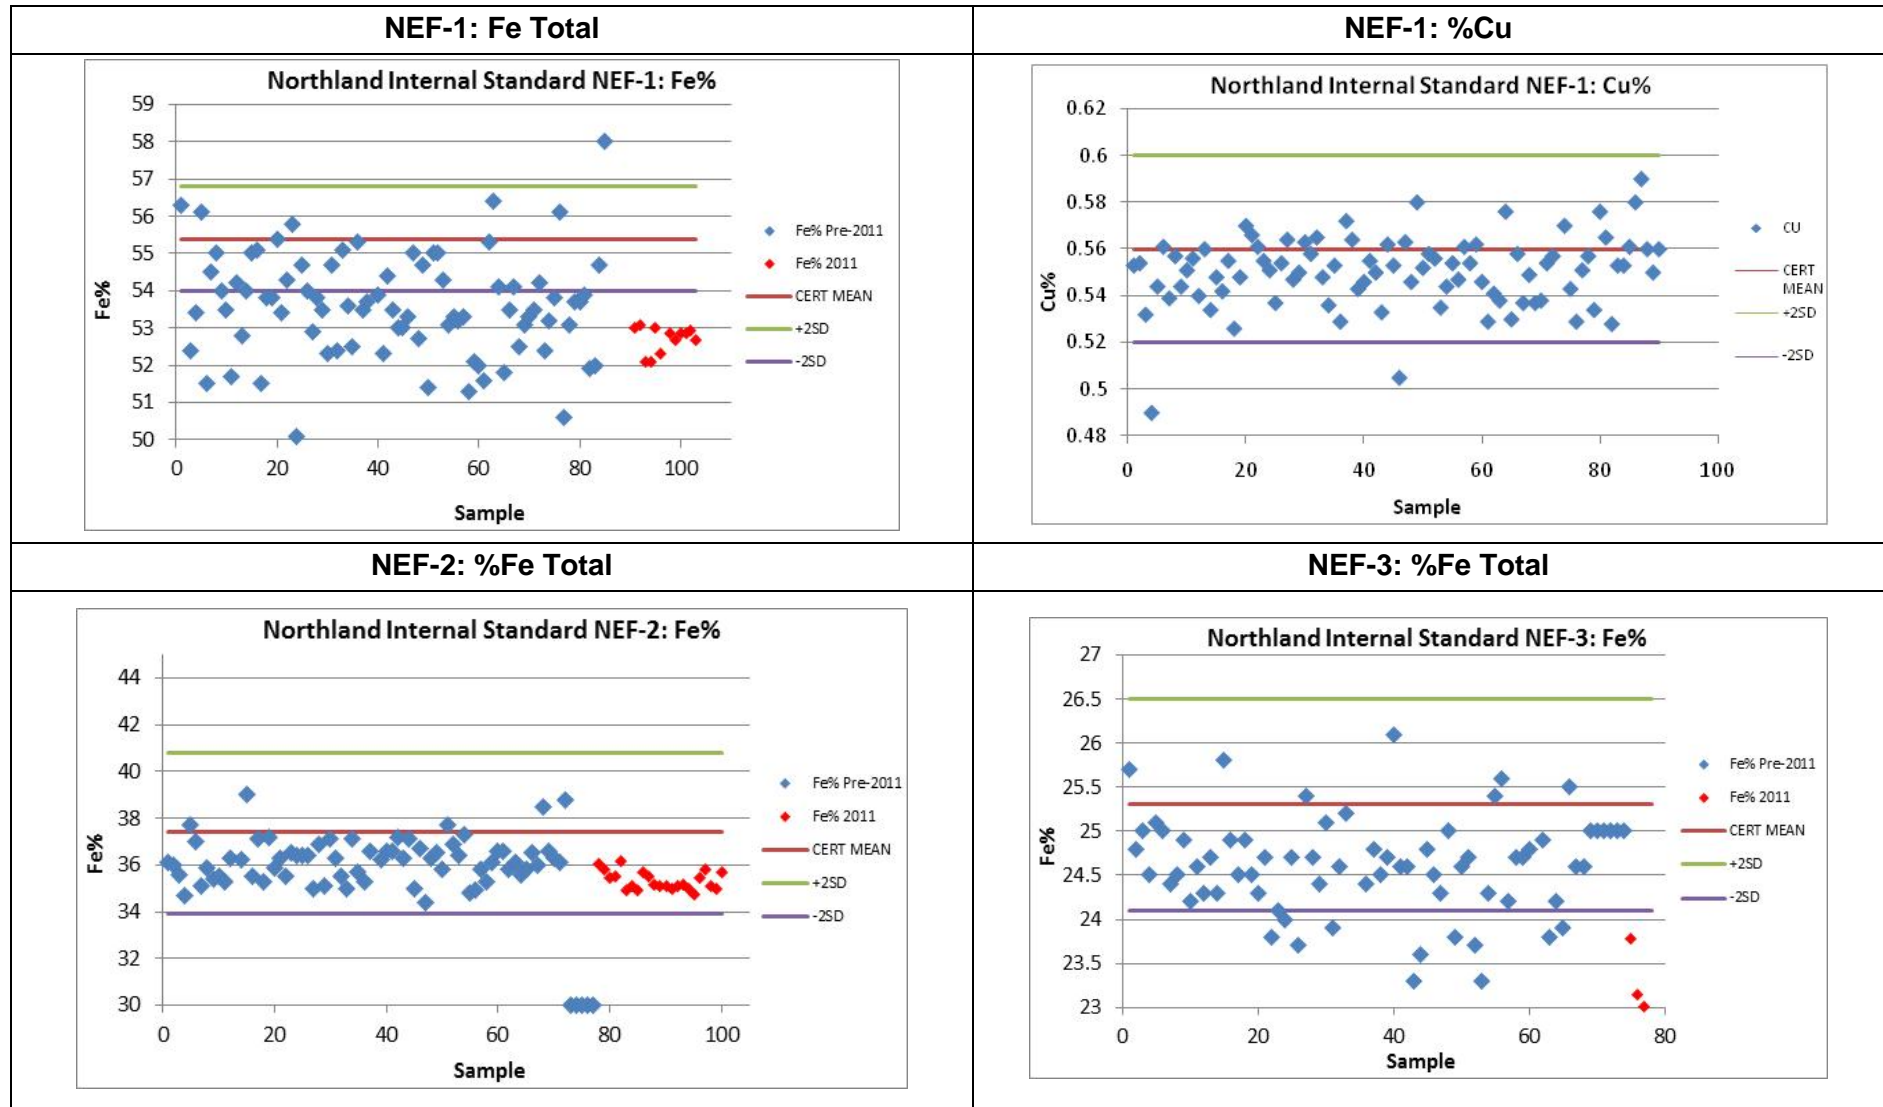 NEF-1: Fe Total
Northland Internal Standard NEF-1: Fe%
59
58
57
56
55
54
53
52
51
50
Fe%
0 20 40 60 80 100
Sample
Fe% Pre-2011
Fe% 2011
CERT MEAN
+2SD
-2SD
NEF-1: %Cu
Northland Internal Standard NEF-1: Cu%
0.62
0.6
0.58
0.56
0.54
0.52
0.5
0.48
Cu%
0 20 40 60 80 100
Sample
CU
CERT
MEAN
+2SD
-2SD
NEF-2: %Fe Total
Northland Internal Standard NEF-2: Fe%
44
42
40
38
36
34
32
30
Fe%
0 20 40 60 80 100
Sample
Fe% Pre-2011
Fe% 2011
CERT MEAN
+2SD
-2SD
NEF-3: %Fe Total
Northland Internal Standard NEF-3: Fe%
27
26.5
26
25.5
25
24.5
24
23.5
23
Fe%
0 20 40 60 80
Sample
Fe% Pre-2011
Fe% 2011
CERT MEAN
+2SD
-2SD